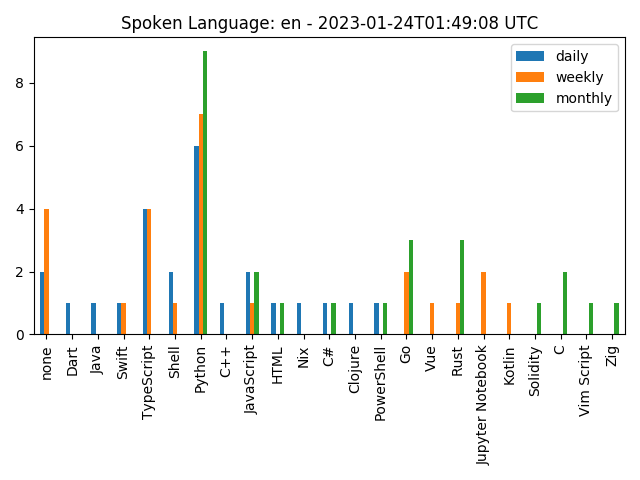 Spoken Language: en - 2023-01-24T01:49:08 UTC
daily
weekly
monthly
8
6
4
2
0
none
Dart
Java
Swift
TypeScript
Shell
Python
C++
JavaScript
HTML
Nix
C#
Clojure
PowerShell
Go
Vue
Rust
Jupyter Notebook
Kotlin
Solidity
C
Vim Script
Zig